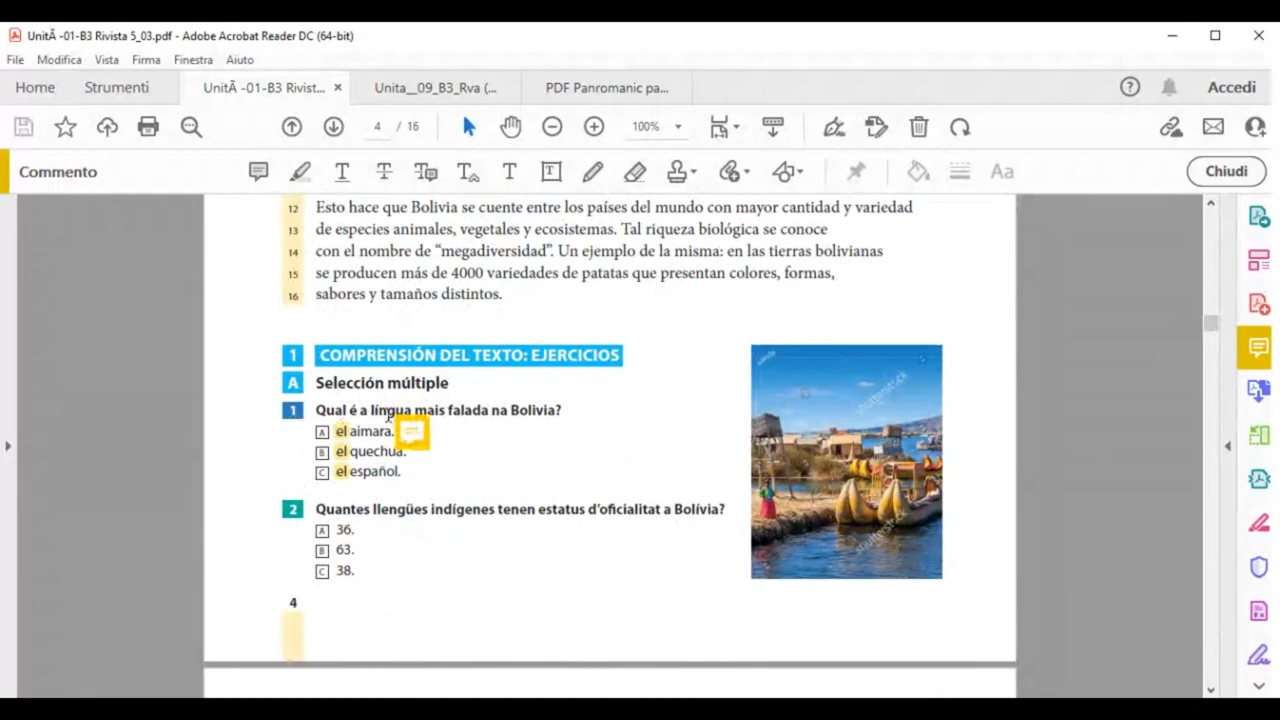 UnitÃ -01-B3 Rivista 5_03.pdf - Adobe Acrobat Reader DC (64-bit)
File Modifica Vista Firma Finestra Aiuto
Home Strumenti UnitÃ -01-B3 Rivist... × Unita__09_B3_Rva (... PDF Panromanic pa... Accedi
4 / 16 100%
Commento Chiudi
12 Esto hace que Bolivia se cuente entre los países del mundo con mayor cantidad y variedad
13 de especies animales, vegetales y ecosistemas. Tal riqueza biológica se conoce
14 con el nombre de “megadiversidad”. Un ejemplo de la misma: en las tierras bolivianas
15 se producen más de 4000 variedades de patatas que presentan colores, formas,
16 sabores y tamaños distintos.
1 COMPRENSIÓN DEL TEXTO: EJERCICIOS
A Selección múltiple
1 Qual é a língua mais falada na Bolivia?
A el aimara.
B el quechua.
C el español.
2 Quantes llengües indígenes tenen estatus d’oficialitat a Bolívia?
A 36.
B 63.
C 38.
4
shutterstock
shutterstock